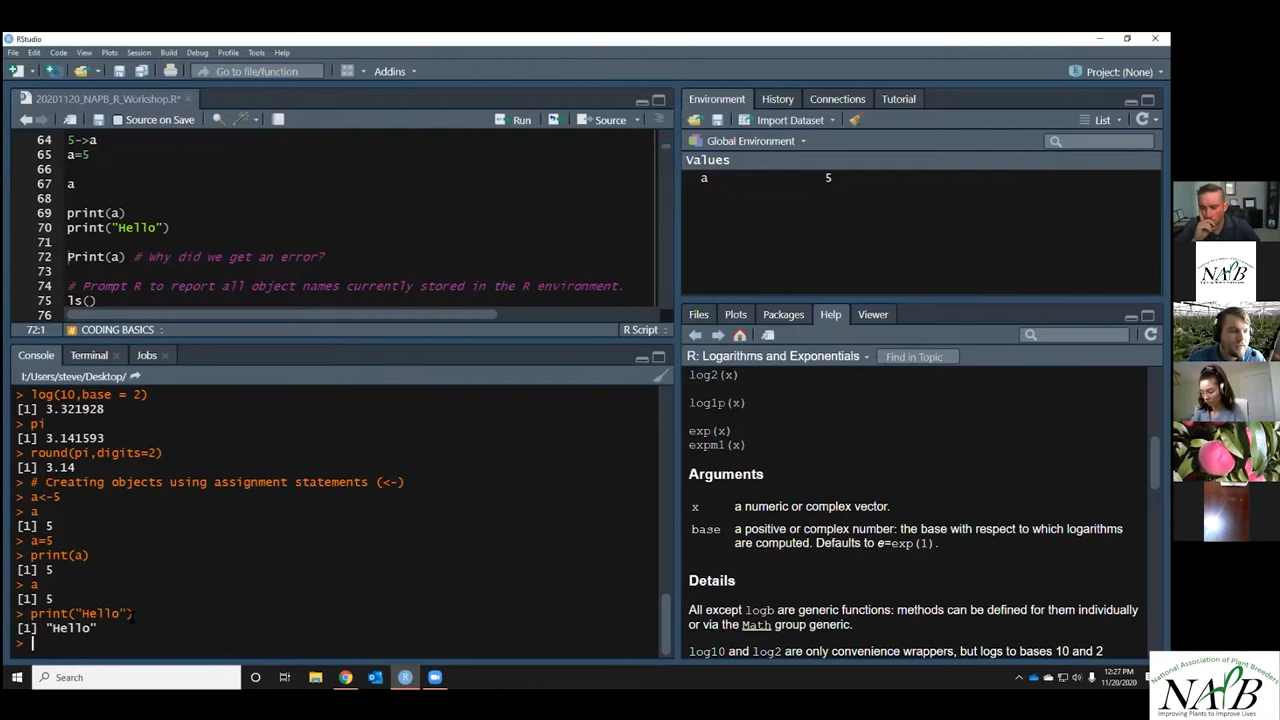 RStudio
File Edit Code View Plots Session Build Debug Profile Tools Help
Go to file/function Addins Project: (None)
20201120_NAPB_R_Workshop.R*
Source on Save Run Source
64 5->a
65 a=5
66
67 a
68
69 print(a)
70 print("Hello")
71
72 Print(a) # Why did we get an error?
73
74 # Prompt R to report all object names currently stored in the R environment.
75 ls()
76
72:1 # CODING BASICS R Script
Console Terminal Jobs
I:/Users/steve/Desktop/
> log(10,base = 2)
[1] 3.321928
> pi
[1] 3.141593
> round(pi,digits=2)
[1] 3.14
> # Creating objects using assignment statements (<-)
> a<-5
> a
[1] 5
> a=5
> print(a)
[1] 5
> a
[1] 5
> print("Hello")
[1] "Hello"
>
Environment History Connections Tutorial
Import Dataset List
Global Environment
Values
a 5
Files Plots Packages Help Viewer
R: Logarithms and Exponentials Find in Topic
log2(x)
log1p(x)
exp(x)
expm1(x)
Arguments
x a numeric or complex vector.
base a positive or complex number: the base with respect to which logarithms
are computed. Defaults to e=exp(1).
Details
All except logb are generic functions: methods can be defined for them individually
or via the Math group generic.
log10 and log2 are only convenience wrappers, but logs to bases 10 and 2
Search
12:27 PM
11/20/2020
NAPB
National Association of Plant Breeders
NAPB
Improving Plants to Improve Lives